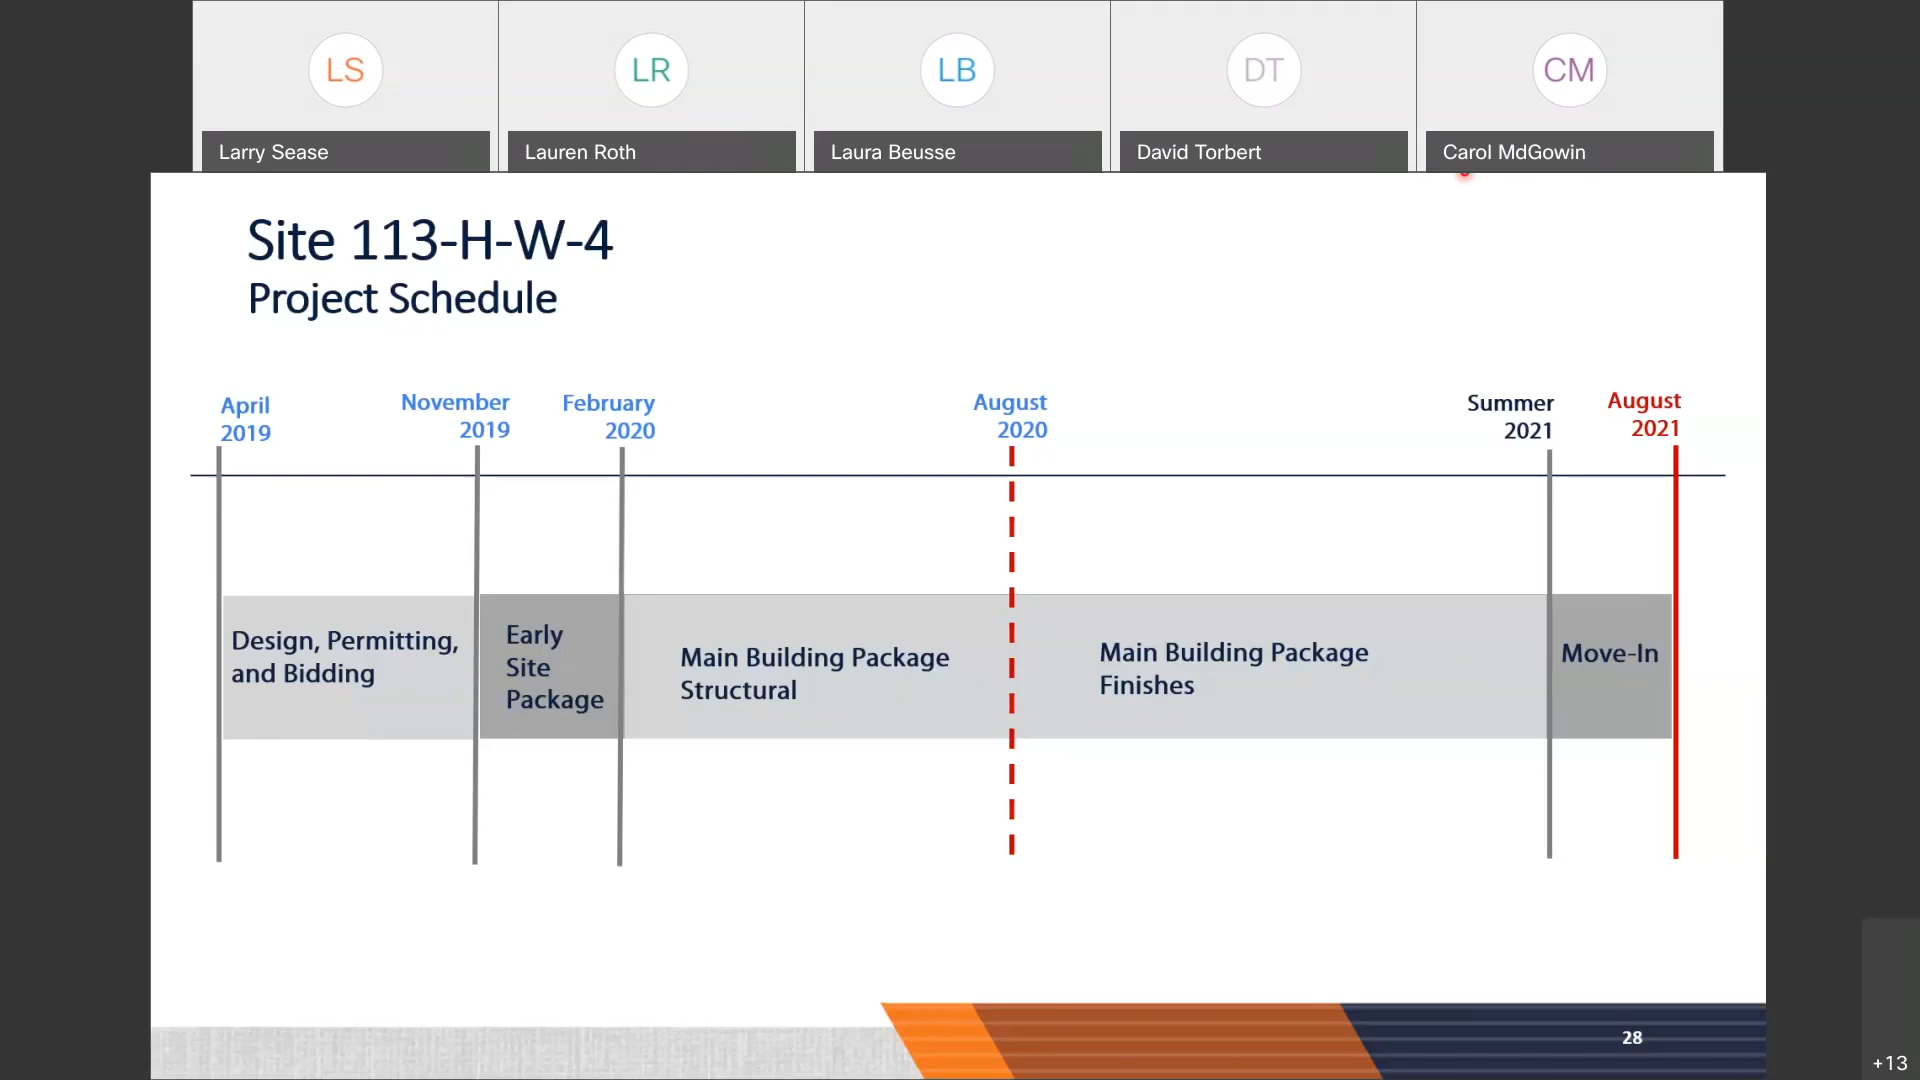 LS
LR
LB
DT
CM
Larry Sease
Lauren Roth
Laura Beusse
David Torbert
Carol MdGowin
Site 113-H-W-4
Project Schedule
April
2019
November
2019
February
2020
August
2020
Summer
2021
August
2021
Design, Permitting,
and Bidding
Early
Site
Package
Main Building Package
Structural
Main Building Package
Finishes
Move-In
28
+13